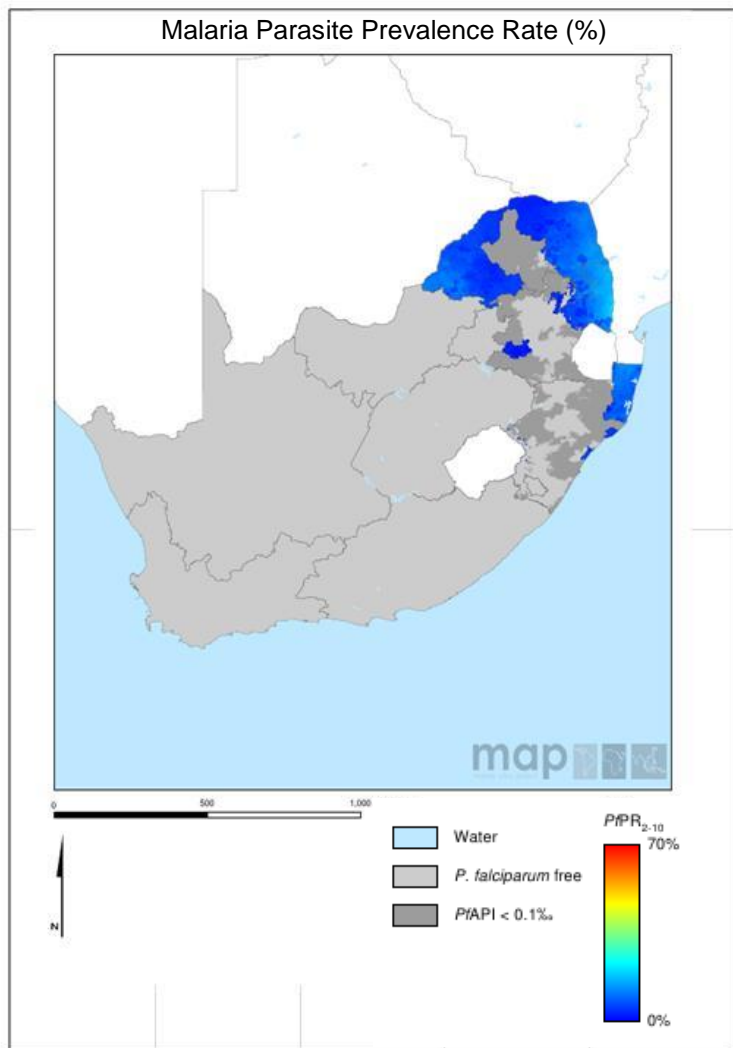 Malaria Parasite Prevalence Rate (%)
map
0 500 1,000
N
Water
P. falciparum free
PfAPI < 0.1‰
PfPR2-10
70%
0%